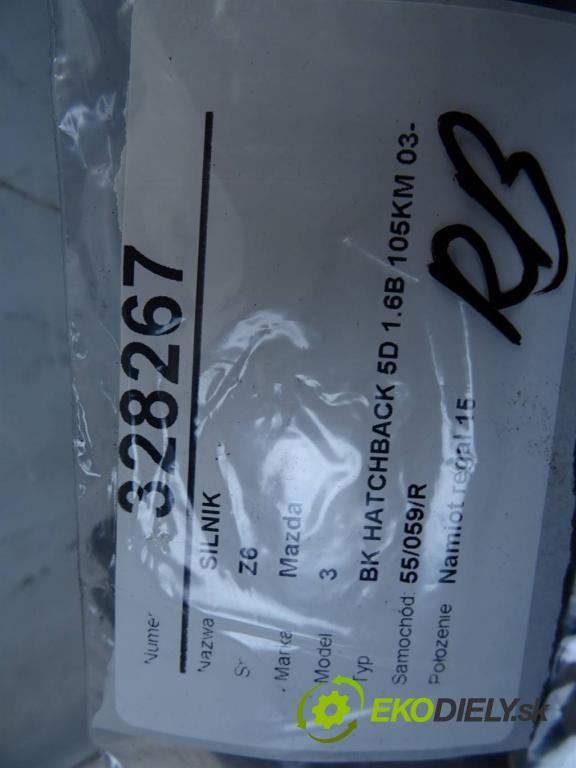 Numer 328267
Nazwa SILNIK
Z6
Marka Mazda
Model 3
Typ BK HATCHBACK 5D 1.6B 105KM 03-
Samochód: 55/059/R
Położenie Namiot regał 15
RB
EKODIELY.sk